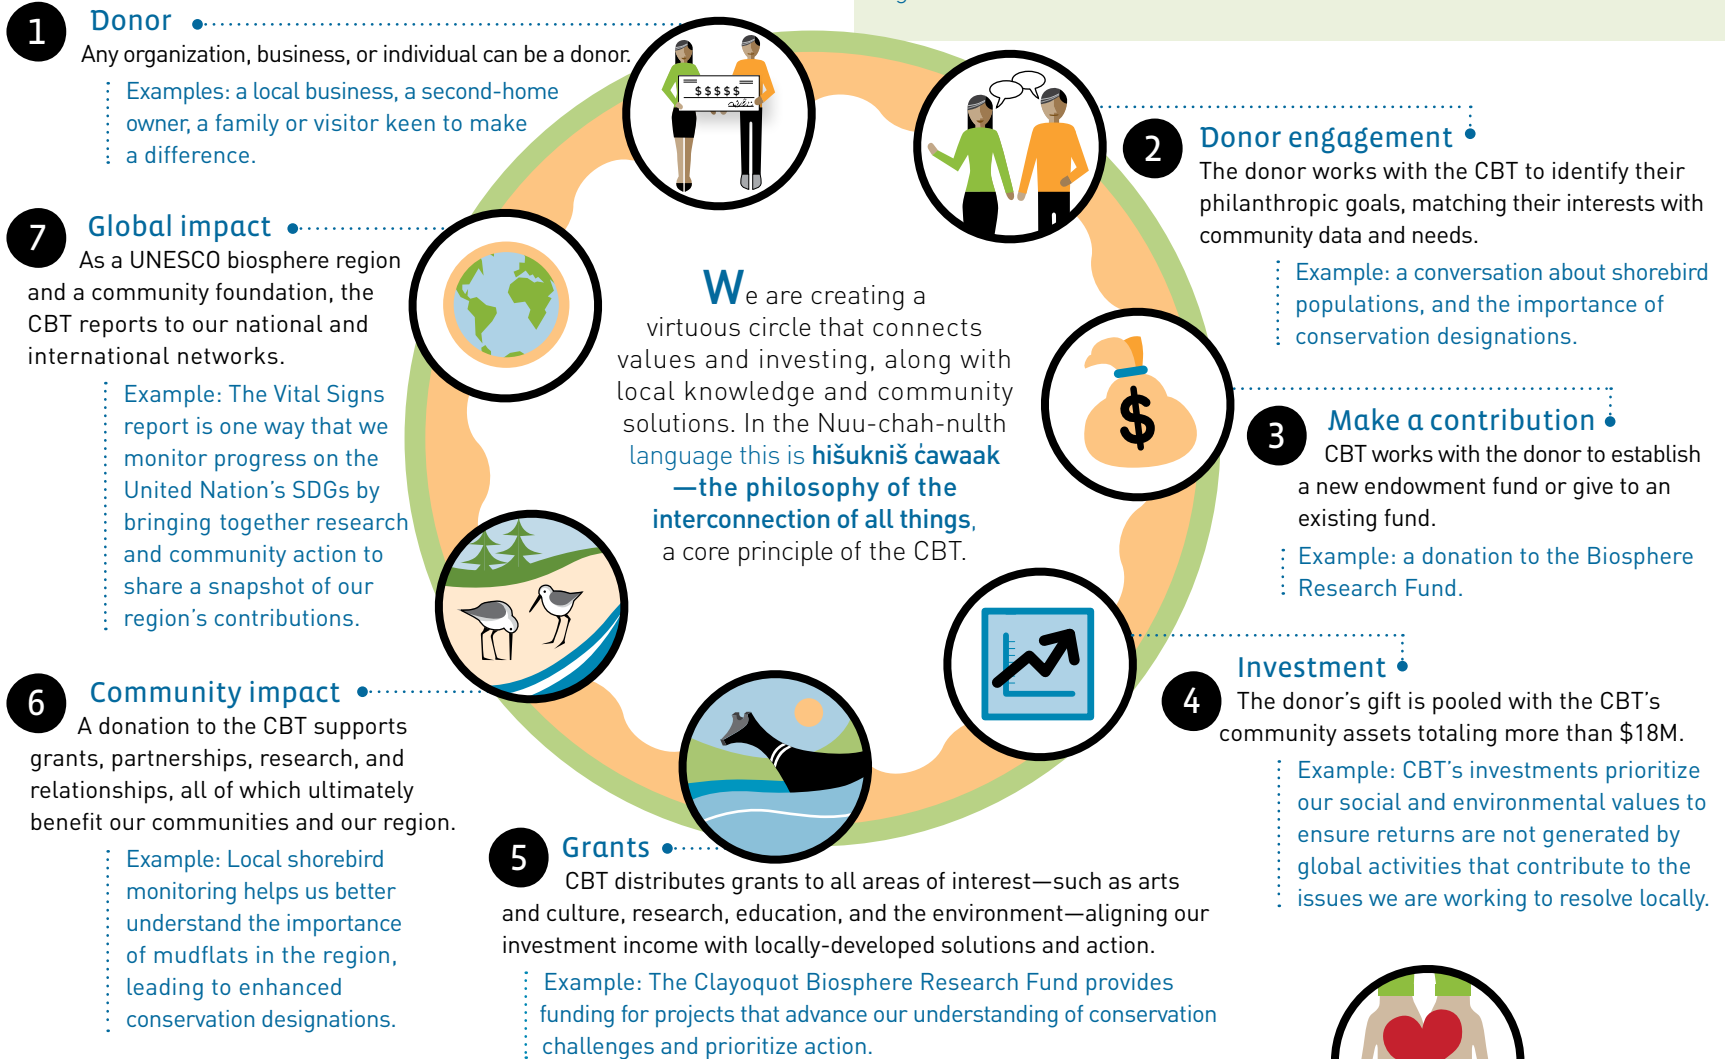 1
Donor
Any organization, business, or individual can be a donor.
Examples: a local business, a second-home
owner, a family or visitor keen to make
a difference.
$$$$$
2
Donor engagement
The donor works with the CBT to identify their
philanthropic goals, matching their interests with
community data and needs.
Example: a conversation about shorebird
populations, and the importance of
conservation designations.
3
Make a contribution
CBT works with the donor to establish
a new endowment fund or give to an
existing fund.
Example: a donation to the Biosphere
Research Fund.
$
4
Investment
The donor’s gift is pooled with the CBT’s
community assets totaling more than $18M.
Example: CBT’s investments prioritize
our social and environmental values to
ensure returns are not generated by
global activities that contribute to the
issues we are working to resolve locally.
5
Grants
CBT distributes grants to all areas of interest—such as arts
and culture, research, education, and the environment—aligning our
investment income with locally-developed solutions and action.
Example: The Clayoquot Biosphere Research Fund provides
funding for projects that advance our understanding of conservation
challenges and prioritize action.
6
Community impact
A donation to the CBT supports
grants, partnerships, research, and
relationships, all of which ultimately
benefit our communities and our region.
Example: Local shorebird
monitoring helps us better
understand the importance
of mudflats in the region,
leading to enhanced
conservation designations.
7
Global impact
As a UNESCO biosphere region
and a community foundation, the
CBT reports to our national and
international networks.
Example: The Vital Signs
report is one way that we
monitor progress on the
United Nation’s SDGs by
bringing together research
and community action to
share a snapshot of our
region’s contributions.
We are creating a
virtuous circle that connects
values and investing, along with
local knowledge and community
solutions. In the Nuu-chah-nulth
language this is hišukniš c̓awaak
—the philosophy of the
interconnection of all things,
a core principle of the CBT.